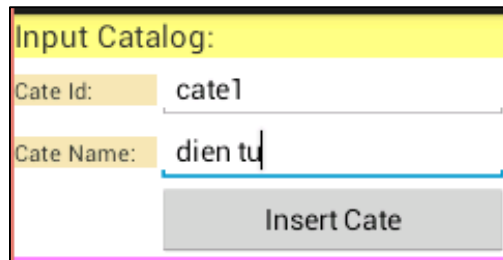 Input Catalog:
Cate Id: cate1
Cate Name: dien tu
Insert Cate